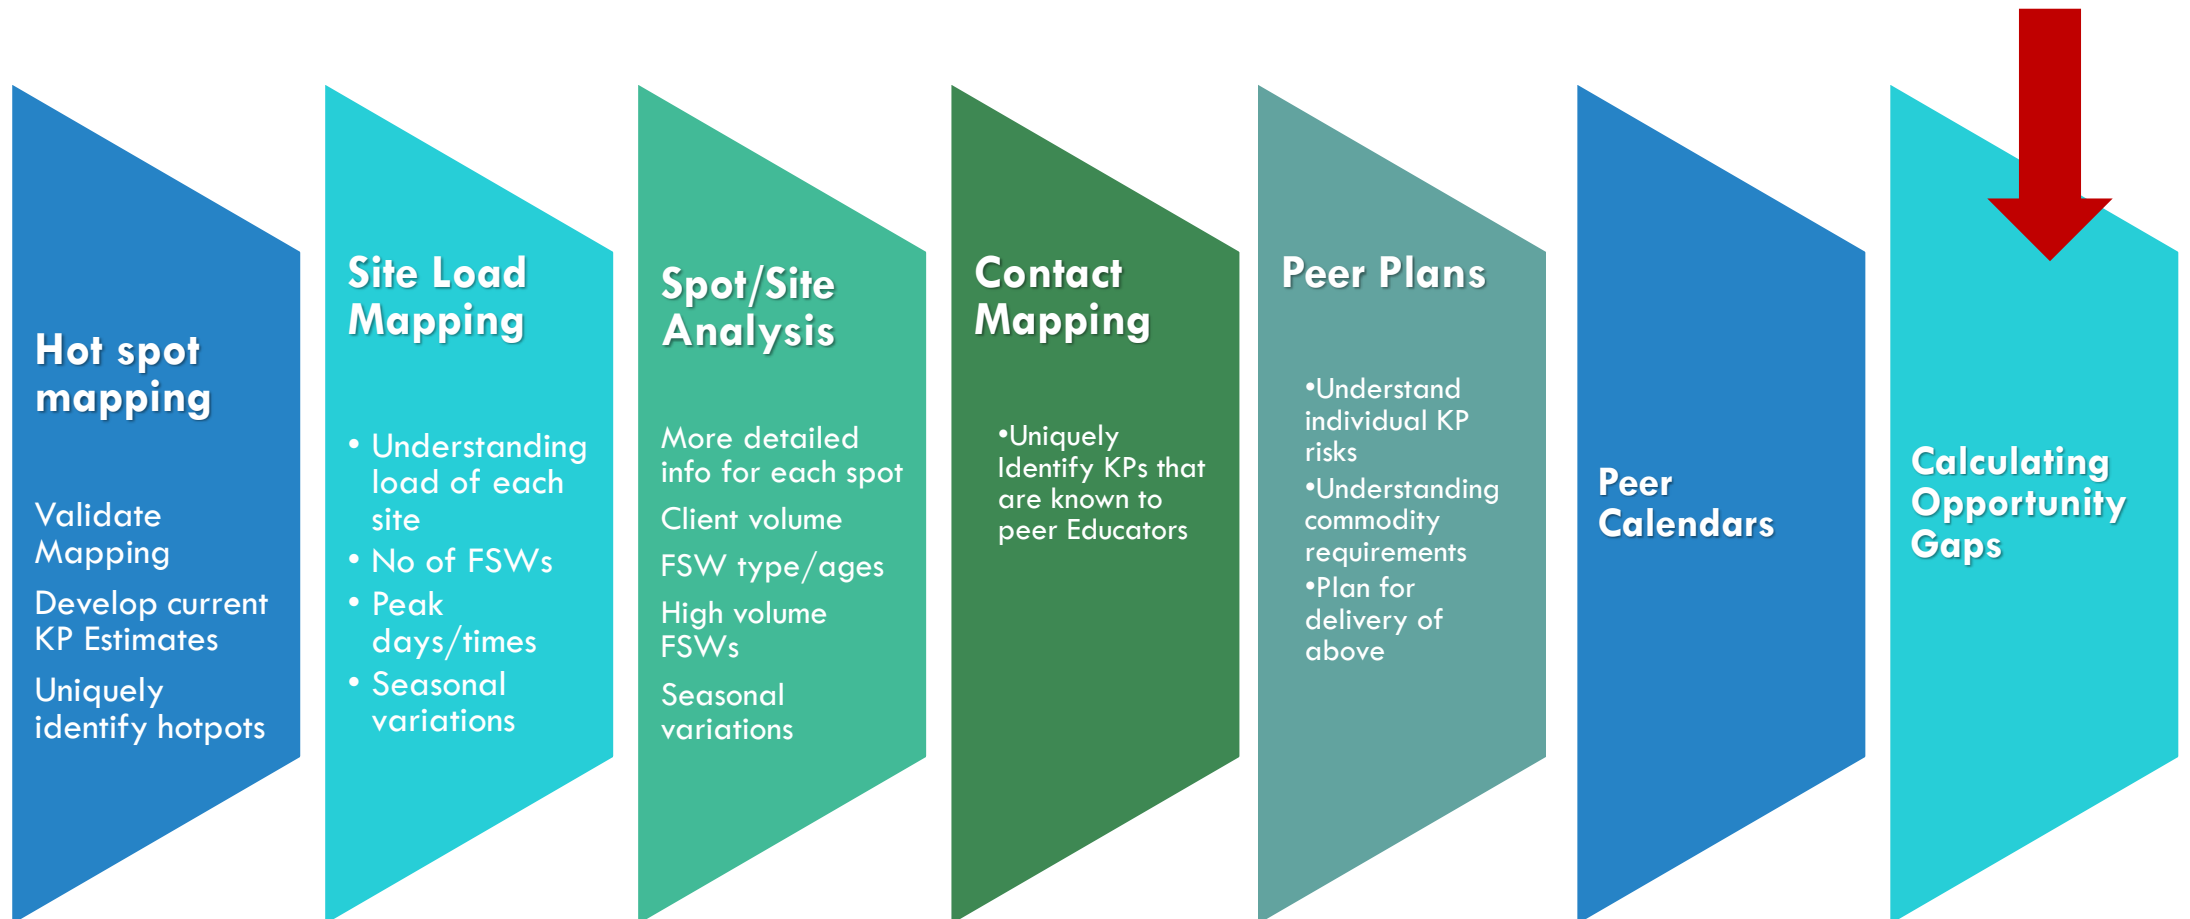 Hot spot
mapping
Validate
Mapping
Develop current
KP Estimates
Uniquely
identify hotpots
Site Load
Mapping
• Understanding
load of each
site
• No of FSWs
• Peak
days/times
• Seasonal
variations
Spot/Site
Analysis
More detailed
info for each spot
Client volume
FSW type/ages
High volume
FSWs
Seasonal
variations
Contact
Mapping
•Uniquely
Identify KPs that
are known to
peer Educators
Peer Plans
•Understand
individual KP
risks
•Understanding
commodity
requirements
•Plan for
delivery of
above
Peer
Calendars
Calculating
Opportunity
Gaps